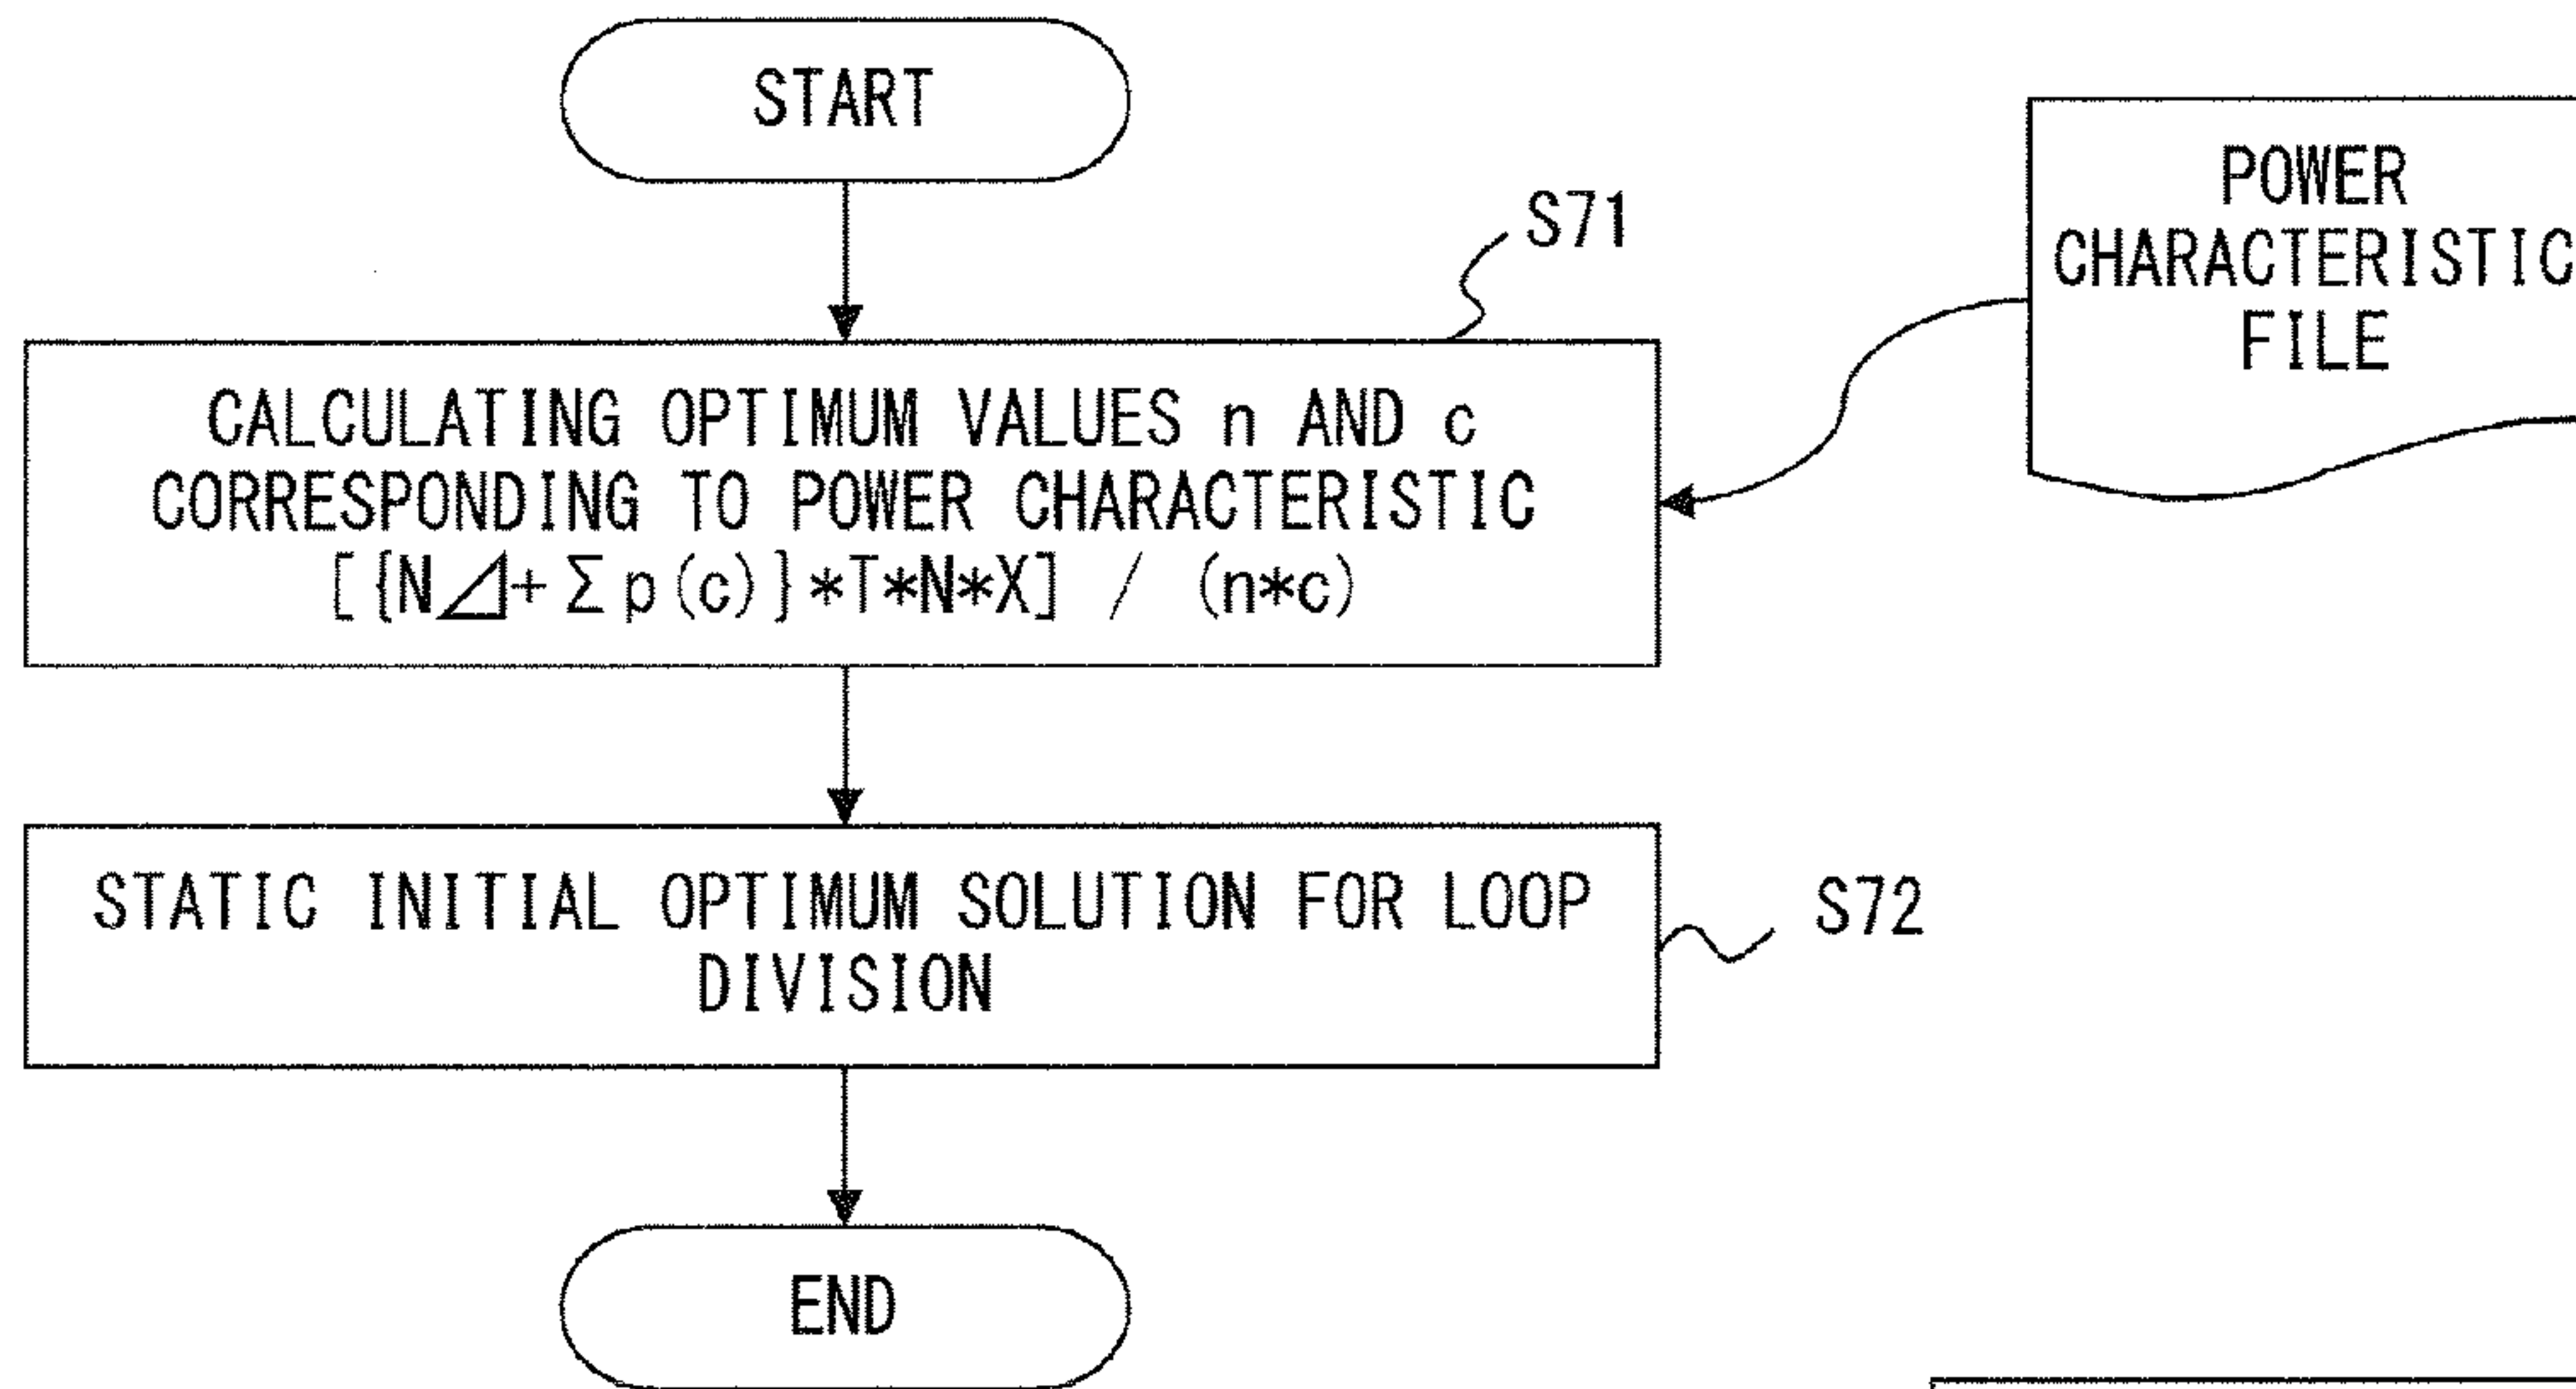 START
S71
POWER
CHARACTERISTIC
FILE
CALCULATING OPTIMUM VALUES n AND c
CORRESPONDING TO POWER CHARACTERISTIC
[{N⊿+Σp(c)}*T*N*X] / (n*c)
STATIC INITIAL OPTIMUM SOLUTION FOR LOOP
DIVISION
S72
END